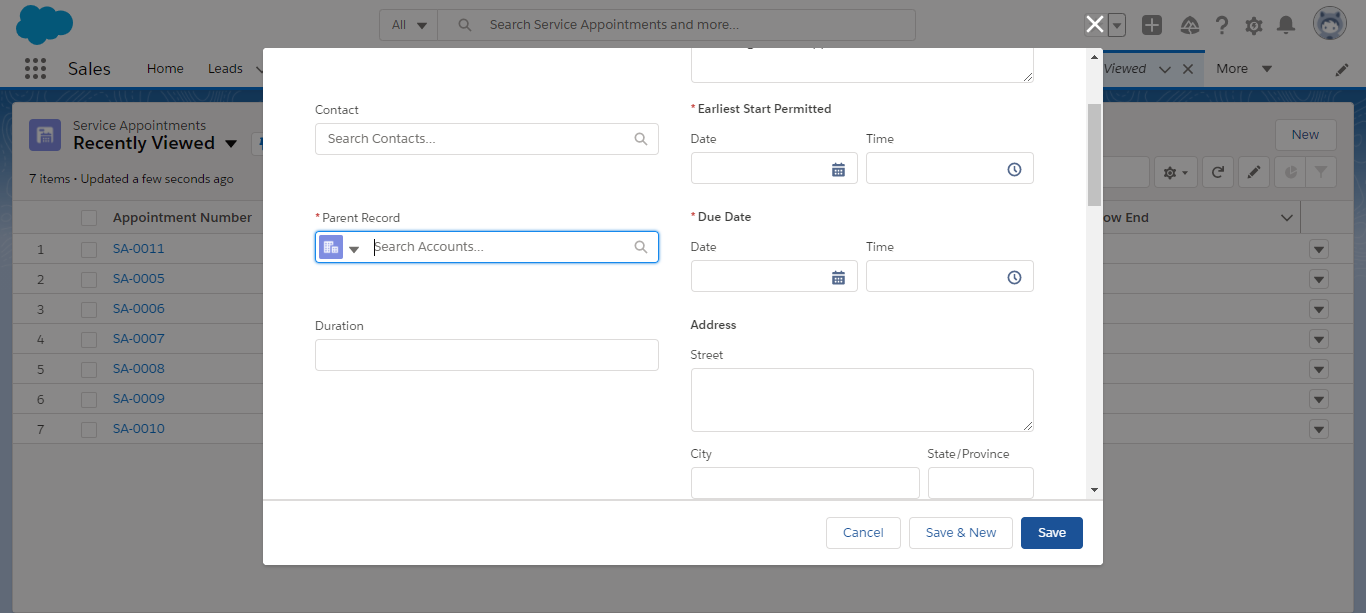 All
Search Service Appointments and more...
Sales
Home
Leads
Viewed
More
Service Appointments
Recently Viewed
7 items • Updated a few seconds ago
New
Appointment Number
1 SA-0011
2 SA-0005
3 SA-0006
4 SA-0007
5 SA-0008
6 SA-0009
7 SA-0010
End
Contact
Search Contacts...
* Parent Record
Search Accounts...
Duration
* Earliest Start Permitted
Date Time
* Due Date
Date Time
Address
Street
City State/Province
Cancel Save & New Save